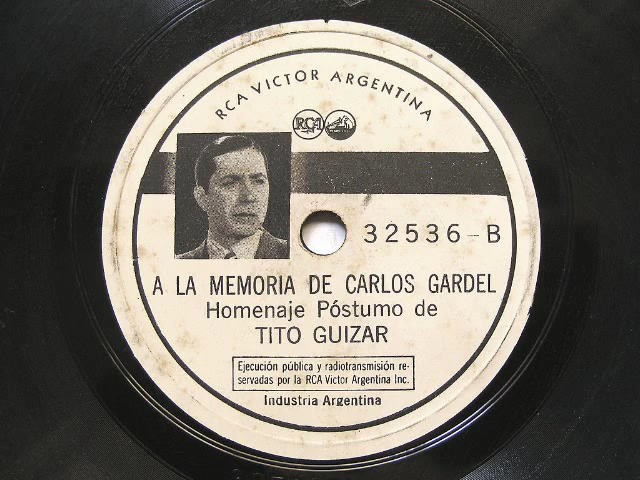 RCA VICTOR ARGENTINA
RCA
32536-B
A LA MEMORIA DE CARLOS GARDEL
Homenaje Póstumo de
TITO GUIZAR
Ejecución pública y radiotransmisión re-
servadas por la RCA Victor Argentina Inc.
Industria Argentina